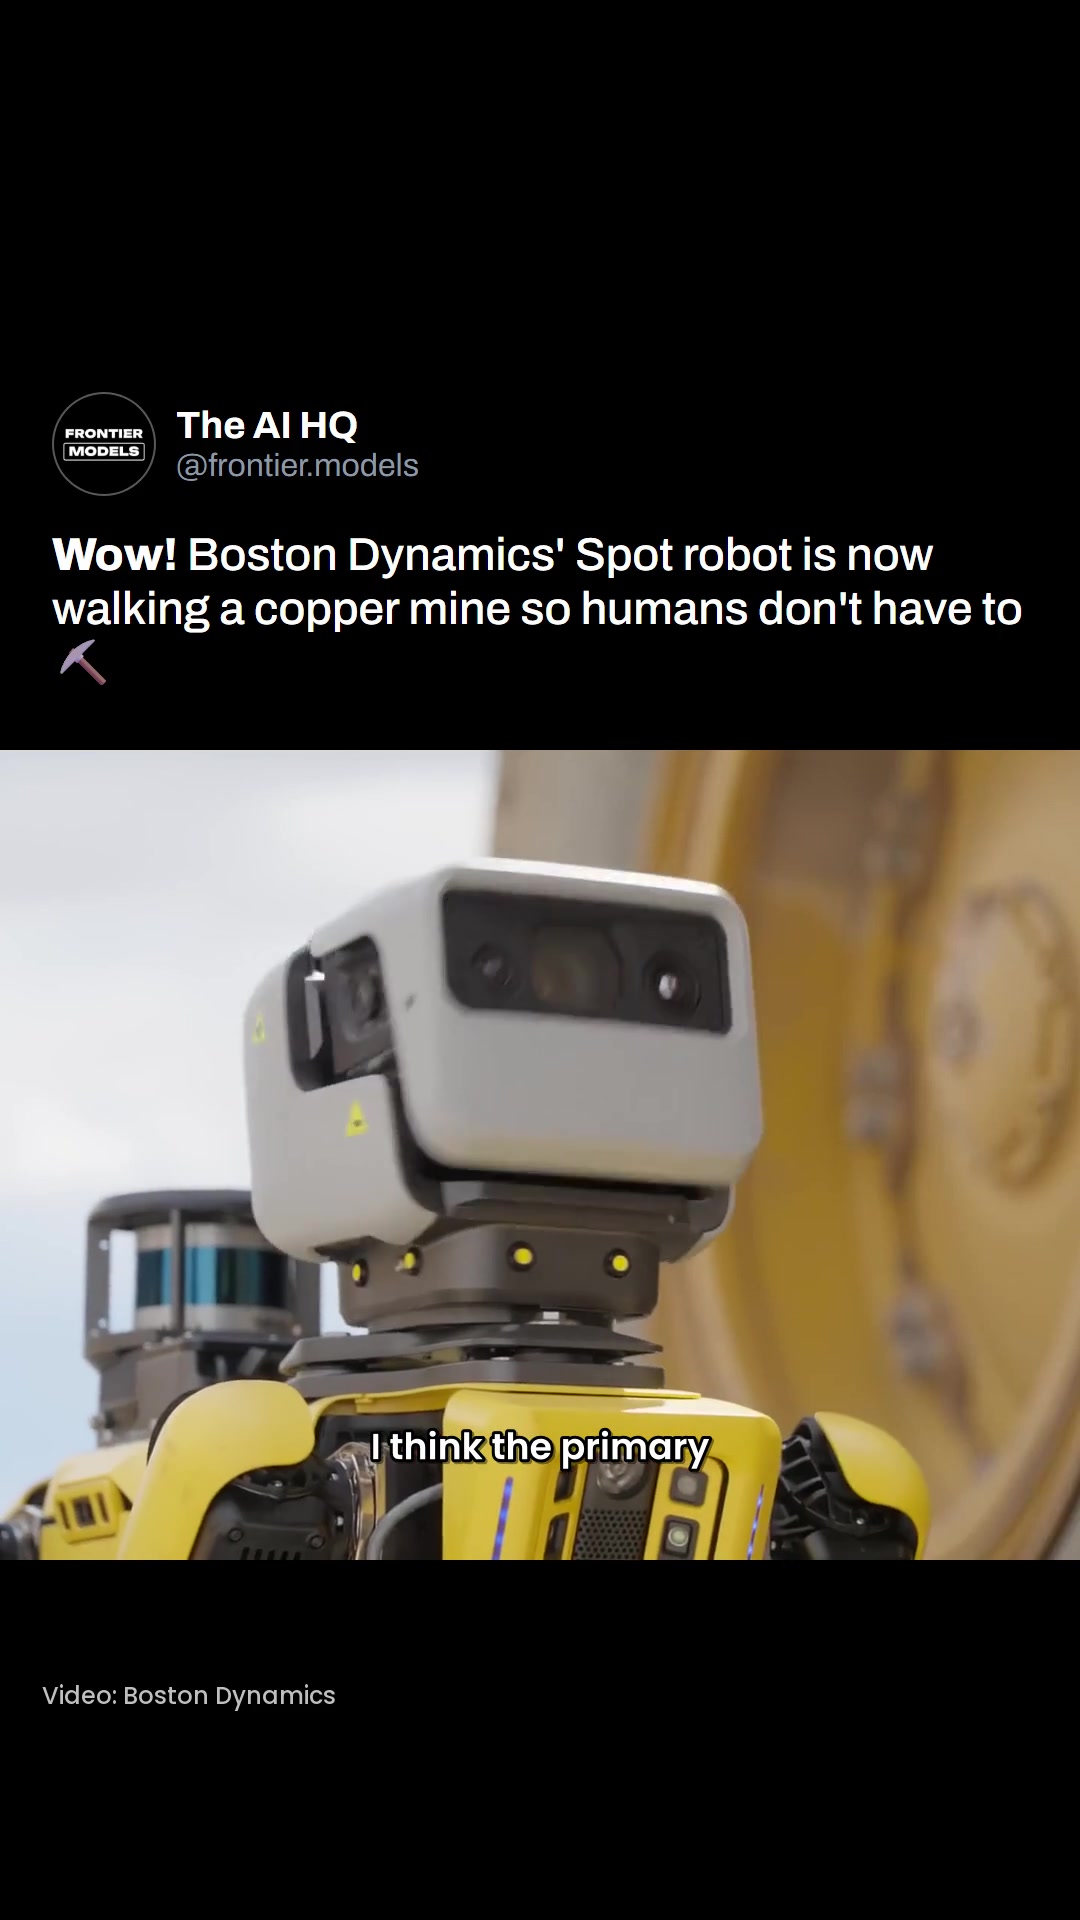 FRONTIER
MODELS
The AI HQ
@frontier.models
Wow! Boston Dynamics' Spot robot is now
walking a copper mine so humans don't have to
⛏️
I think the primary
Video: Boston Dynamics